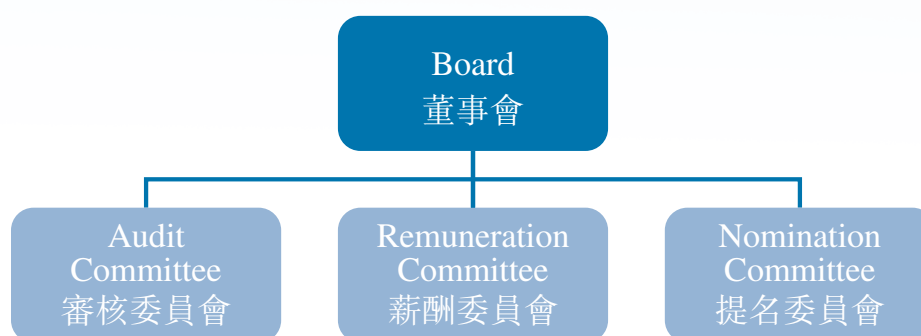 Board
董事會
Audit
Committee
審核委員會
Remuneration
Committee
薪酬委員會
Nomination
Committee
提名委員會